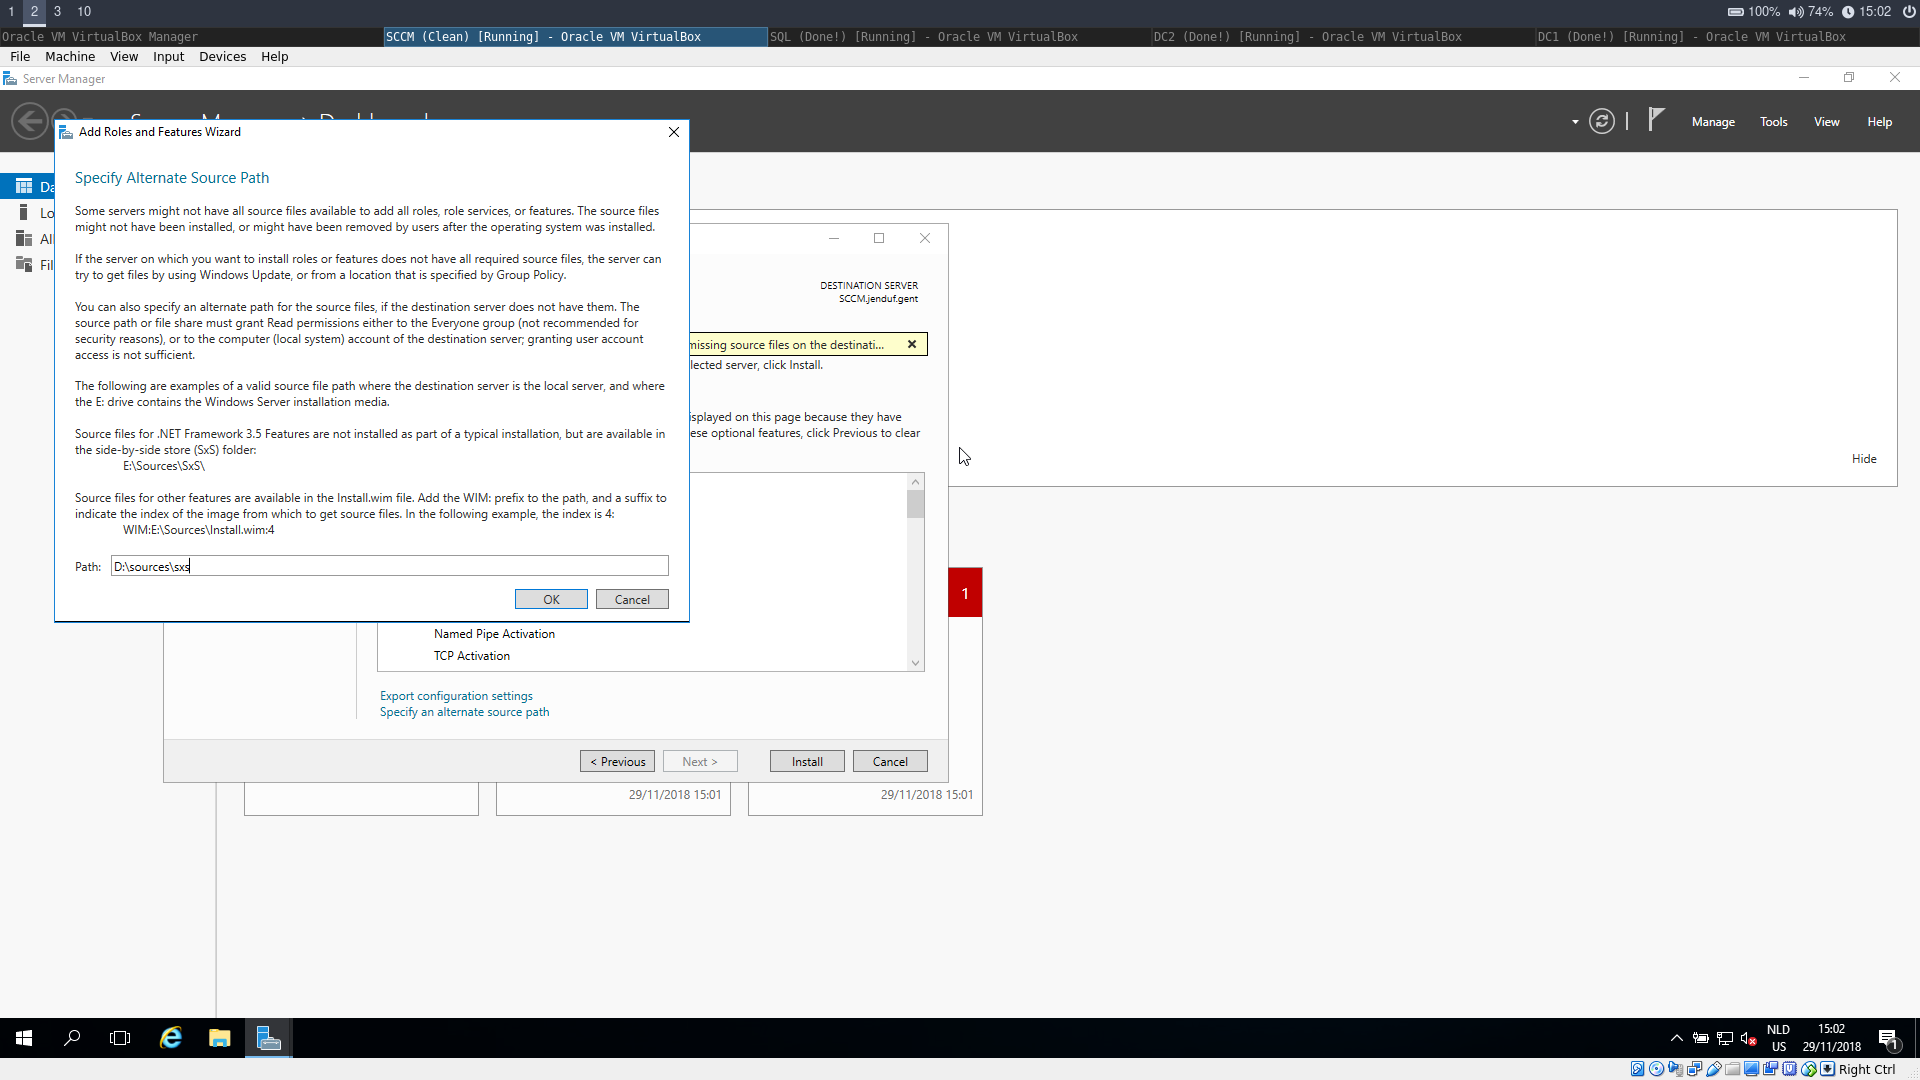 1 2 3 10
100% 74% 15:02
Oracle VM VirtualBox Manager
SCCM (Clean) [Running] - Oracle VM VirtualBox
SQL (Done!) [Running] - Oracle VM VirtualBox
DC2 (Done!) [Running] - Oracle VM VirtualBox
DC1 (Done!) [Running] - Oracle VM VirtualBox
File Machine View Input Devices Help
Server Manager
Manage Tools View Help
Add Roles and Features Wizard
Specify Alternate Source Path
Some servers might not have all source files available to add all roles, role services, or features. The source files
might not have been installed, or might have been removed by users after the operating system was installed.
If the server on which you want to install roles or features does not have all required source files, the server can
try to get files by using Windows Update, or from a location that is specified by Group Policy.
You can also specify an alternate path for the source files, if the destination server does not have them. The
source path or file share must grant Read permissions either to the Everyone group (not recommended for
security reasons), or to the computer (local system) account of the destination server; granting user account
access is not sufficient.
The following are examples of a valid source file path where the destination server is the local server, and where
the E: drive contains the Windows Server installation media.
Source files for .NET Framework 3.5 Features are not installed as part of a typical installation, but are available in
the side-by-side store (SxS) folder:
E:\Sources\SxS\
Source files for other features are available in the Install.wim file. Add the WIM: prefix to the path, and a suffix to
indicate the index of the image from which to get source files. In the following example, the index is 4:
WIM:E:\Sources\Install.wim:4
Path: D:\sources\sxs
OK Cancel
Da
Lo
Al
Fil
DESTINATION SERVER
SCCM.jenduf.gent
missing source files on the destinati...
lected server, click Install.
isplayed on this page because they have
ese optional features, click Previous to clear
Hide
1
Named Pipe Activation
TCP Activation
Export configuration settings
Specify an alternate source path
< Previous Next > Install Cancel
29/11/2018 15:01
29/11/2018 15:01
NLD
US
15:02
29/11/2018
1
Right Ctrl